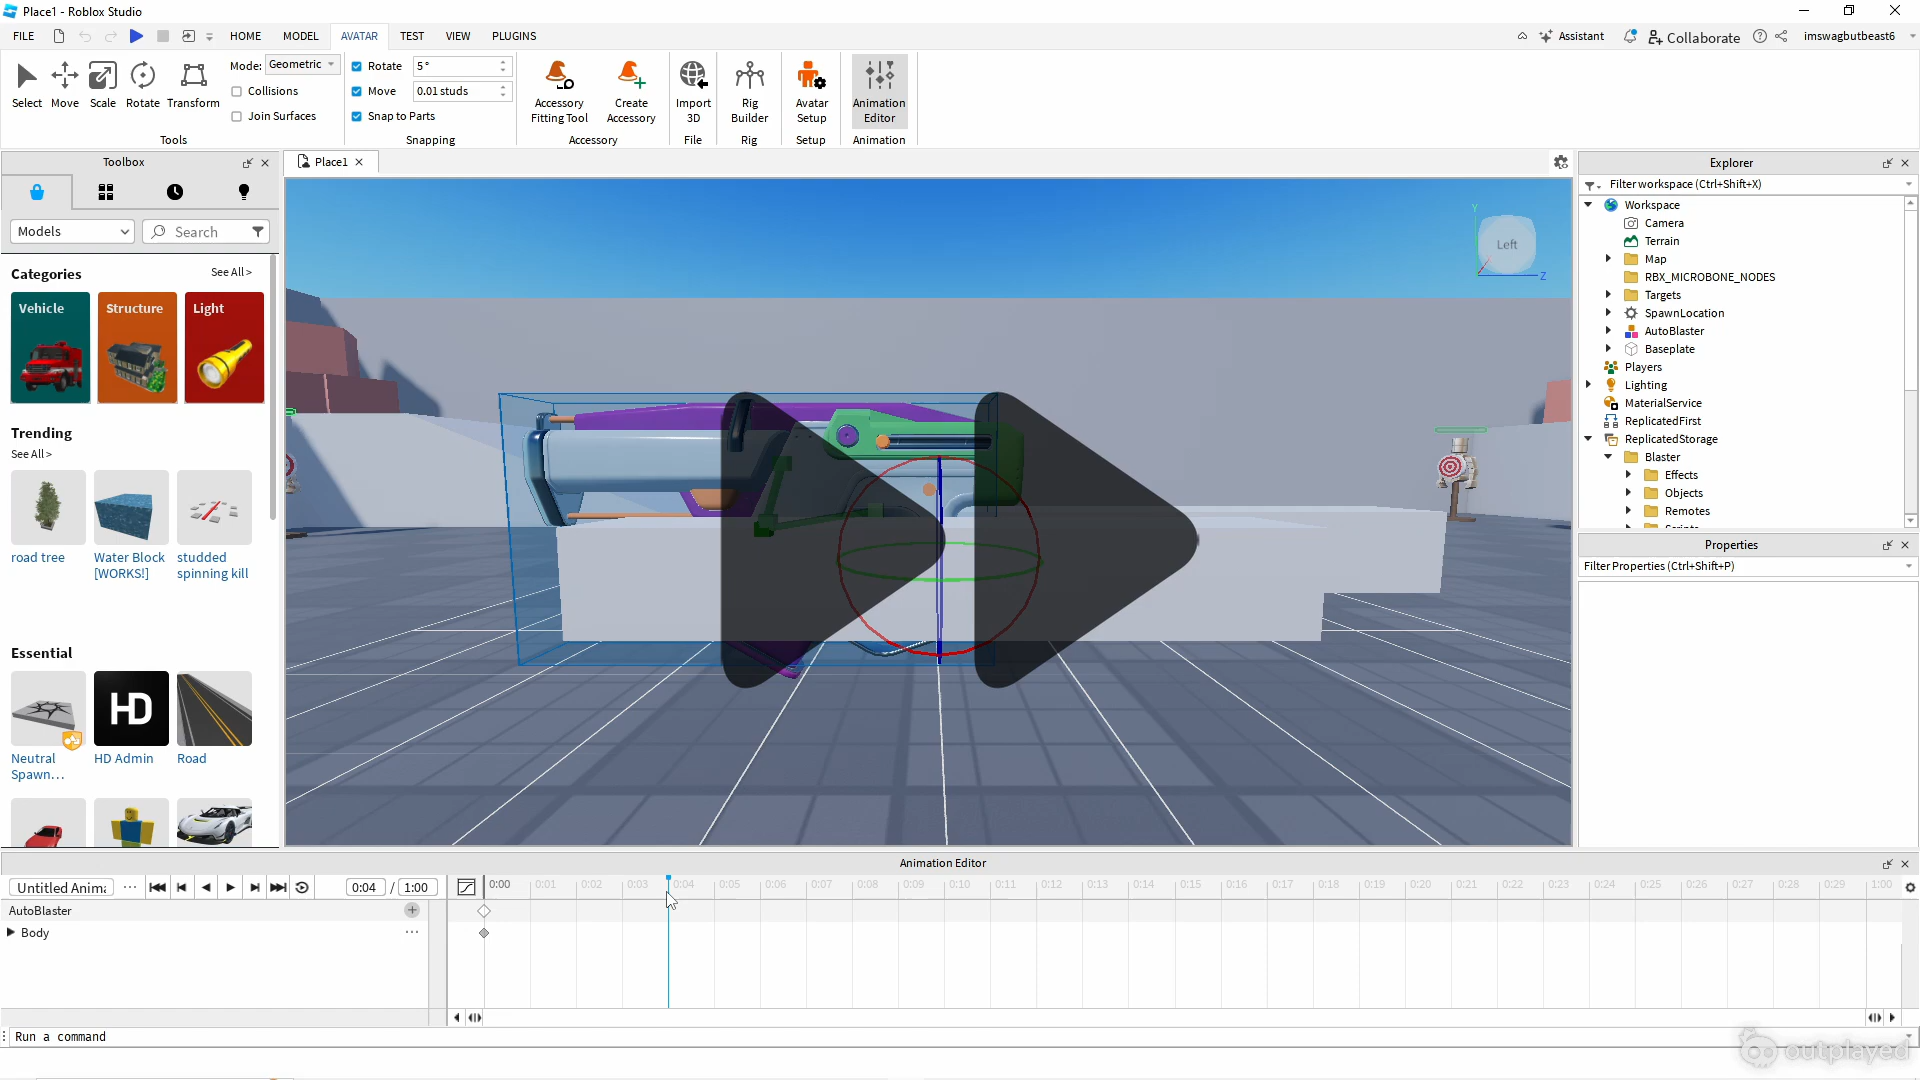 Place1 - Roblox Studio
FILE HOME MODEL AVATAR TEST VIEW PLUGINS Assistant Collaborate imswagbutbeast6
Select Move Scale Rotate Transform
Mode: Geometric
Collisions
Join Surfaces
Tools
Rotate 5°
Move 0.01 studs
Snap to Parts
Snapping
Accessory
Fitting Tool
Create
Accessory
Accessory
Import
3D
File
Rig
Builder
Rig
Avatar
Setup
Setup
Animation
Editor
Animation
Toolbox
Place1
Explorer
Models
Search
Filter workspace (Ctrl+Shift+X)
Workspace
Camera
Terrain
Map
RBX_MICROBONE_NODES
Targets
SpawnLocation
AutoBlaster
Baseplate
Players
Lighting
MaterialService
ReplicatedFirst
ReplicatedStorage
Blaster
Effects
Objects
Remotes
Scripts
Properties
Filter Properties (Ctrl+Shift+P)
Categories
See All >
Vehicle
Structure
Light
Trending
See All >
road tree
Water Block
[WORKS!]
studded
spinning kill
Essential
HD
Neutral
Spawn...
HD Admin
Road
Y
Left
Z
Animation Editor
Untitled Anima
0:04 / 1:00
0:00 0:01 0:02 0:03 0:04 0:05 0:06 0:07 0:08 0:09 0:10 0:11 0:12 0:13 0:14 0:15 0:16 0:17 0:18 0:19 0:20 0:21 0:22 0:23 0:24 0:25 0:26 0:27 0:28 0:29 1:00
AutoBlaster
Body
Run a command
outplayed